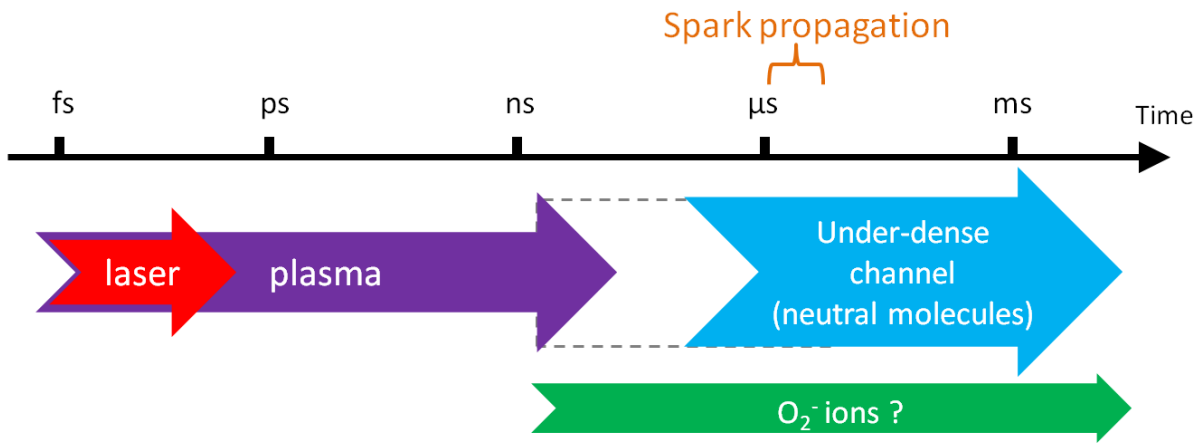 Spark propagation
fs
ps
ns
μs
ms
Time
laser
plasma
Under-dense
channel
(neutral molecules)
O₂⁻ ions ?